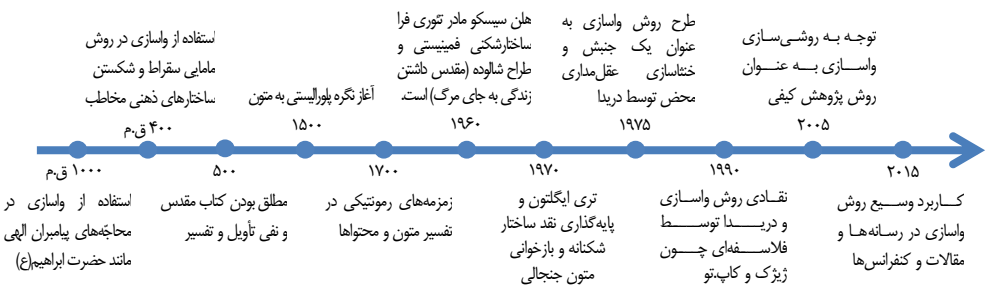 استفاده از واسازی در روش
مامایی سقراط و شکستن
ساختارهای ذهنی مخاطب
۴۰۰ ق.م
آغاز نگره پلورالیستی به متون
۱۵۰۰
هلن سیسکو مادر تئوری فرا
ساختارشکنی فمینیستی و
طراح شالوده (مقدس داشتن
زندگی به جای مرگ) است.
۱۹۶۰
طرح روش واسازی به
عنوان یک جنبش و
خنثاسازی عقل‌مداری
محض توسط دریدا
۱۹۷۵
توجه به روشی‌سازی
واسازی به عنوان
روش پژوهش کیفی
۲۰۰۵
۱۰۰۰ ق.م
استفاده از واسازی در
محاجّه‌های پیامبران الهی
مانند حضرت ابراهیم(ع)
۵۰۰
مطلق بودن کتاب مقدس
و نفی تأویل و تفسیر
۱۷۰۰
زمزمه‌های رمونتیکی در
تفسیر متون و محتواها
۱۹۷۰
تری ایگلتون و
پایه‌گذاری نقد ساختار
شکنانه و بازخوانی
متون جنجالی
۱۹۹۰
نقادی روش واسازی
و دریدا توسط
فلاسفه‌ای چون
ژیژک و کاپ.تو
۲۰۱۵
کاربرد وسیع روش
واسازی در رسانه‌ها و
مقالات و کنفرانس‌ها